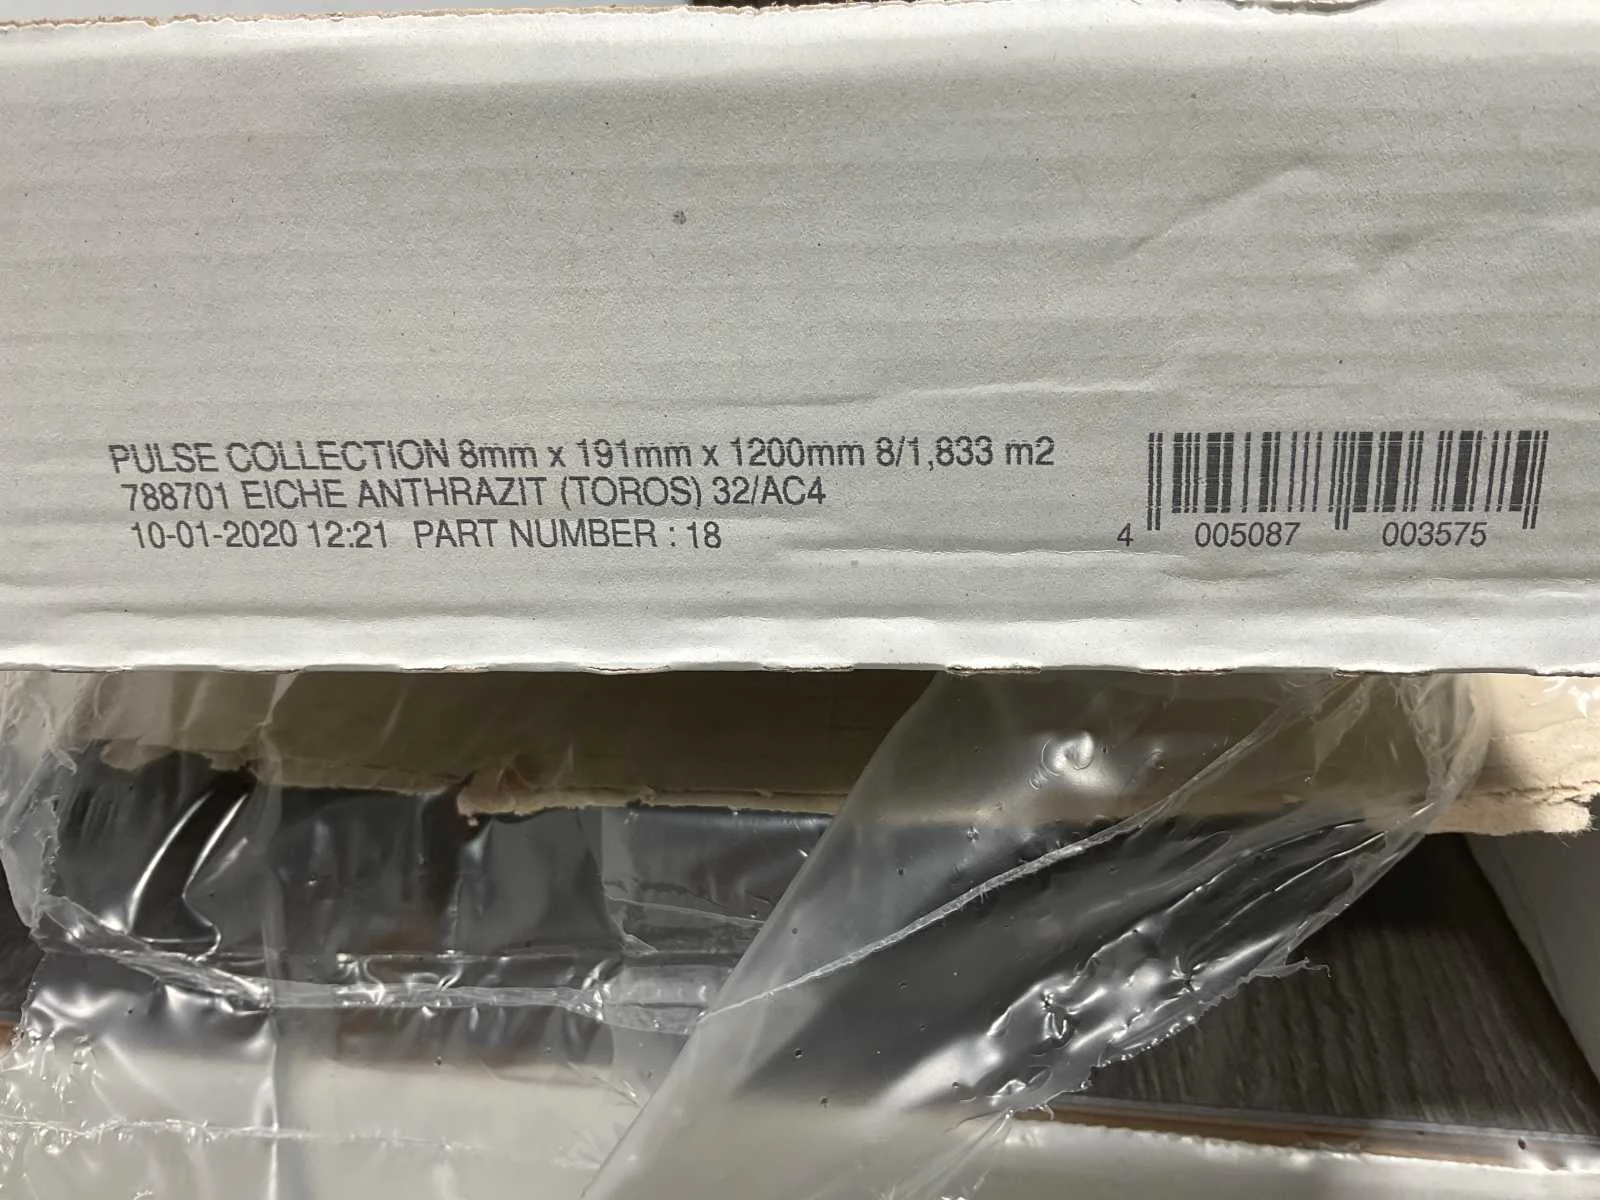 PULSE COLLECTION 8mm x 191mm x 1200mm 8/1,833 m2
788701 EICHE ANTHRAZIT (TOROS) 32/AC4
10-01-2020 12:21 PART NUMBER : 18
4 005087 003575